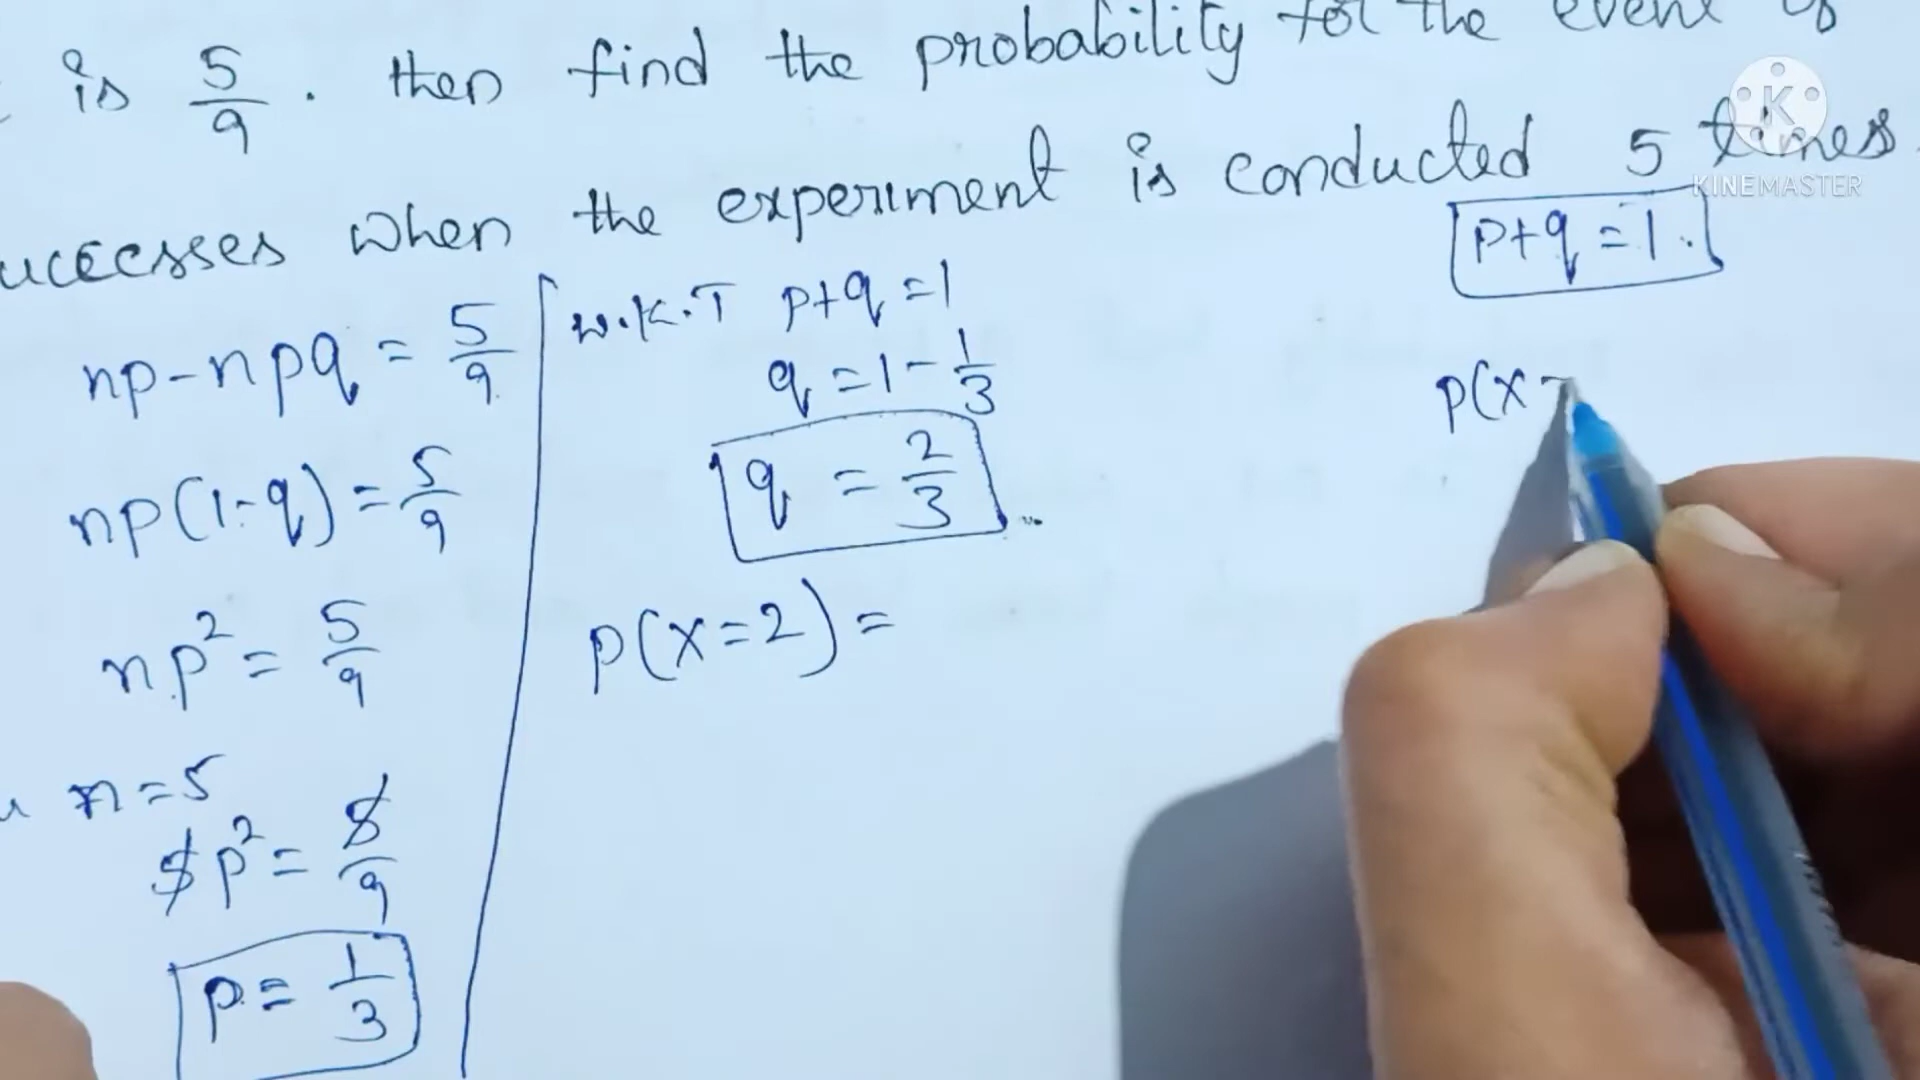 is 5/9 . then find the probability for the event of
uccesses when the experiment is conducted 5 times
KINEMASTER
p+q = 1.
np - npq = 5/9
np(1-q) = 5/9
np² = 5/9
n = 5
5p² = 5/9
p = 1/3
w.k.T p+q = 1
q = 1 - 1/3
q = 2/3
p(x=2) =
p(x